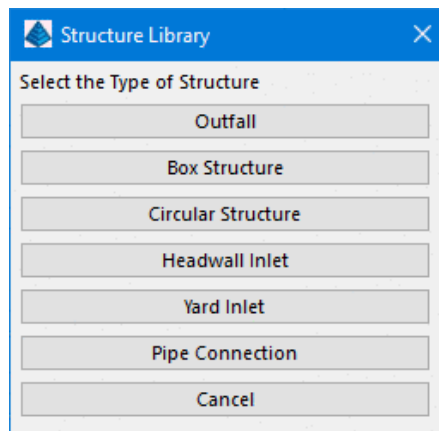 Structure Library
Select the Type of Structure
Outfall
Box Structure
Circular Structure
Headwall Inlet
Yard Inlet
Pipe Connection
Cancel